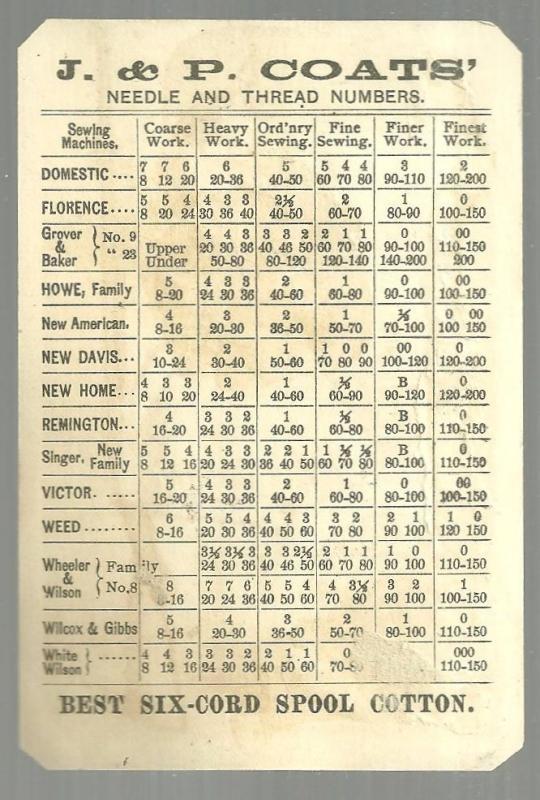 J. & P. COATS'
NEEDLE AND THREAD NUMBERS.
Sewing Machines. Coarse Work. Heavy Work. Ord'nry Sewing. Fine Sewing. Finer Work. Finest Work.
DOMESTIC .... 7 7 6 6 5 5 4 4 3 2
8 12 20 20-36 40-50 60 70 80 90-110 120-200
FLORENCE .... 5 5 4 4 3 3 2½ 2 1 0
8 20 24 30 36 40 40-50 60-70 80-90 100-150
Grover & Baker } No. 9 4 4 3 3 3 2 2 1 1 0 00
" 23 Upper 20 30 36 40 46 50 60 70 80 90-100 110-150
Under 50-80 80-120 120-140 140-200 200
HOWE, Family 5 4 3 3 2 1 0 00
8-20 24 30 36 40-60 60-80 90-100 100-150
New American. 4 3 2 1 ½ 0 00
8-16 20-30 36-50 50-70 70-100 100 150
NEW DAVIS... 3 2 1 1 0 0 00 0
10-24 30-40 50-60 70 80 90 100-120 120-200
NEW HOME... 4 3 3 2 1 ½ B 0
8 10 20 24-40 40-60 60-90 90-120 120-200
REMINGTON... 4 3 3 2 1 ½ B 0
16-20 24 30 36 40-60 60-80 80-100 110-150
Singer, New Family 5 5 4 4 3 3 2 2 1 1 ½ ½ B 0
8 12 16 20 24 30 36 40 50 60 70 80 80-100 110-150
VICTOR. ..... 5 4 3 3 2 1 0 00
16-20 24 30 36 40-60 60-80 80-100 100-150
WEED ........ 6 5 5 4 4 4 3 3 2 2 1 1 0
8-16 20 30 36 40 50 60 70 80 90 100 120 150
Wheeler & Wilson } Family 3½ 3½ 3 3 3 2½ 2 1 1 1 0 0
24 30 36 40 46 50 60 70 80 90 100 110-150
No. 8 8 7 7 6 5 5 4 4 3½ 3 2 1
-16 20 24 36 40 50 60 70 80 90 100 100-150
Wilcox & Gibbs 5 4 3 2 1 0
8-16 20-30 36-50 50-70 80-100 110-150
White Wilson } ...... 4 4 3 3 3 2 2 1 1 0 000
8 12 16 24 30 36 40 50 60 70-8 110-150
BEST SIX-CORD SPOOL COTTON.